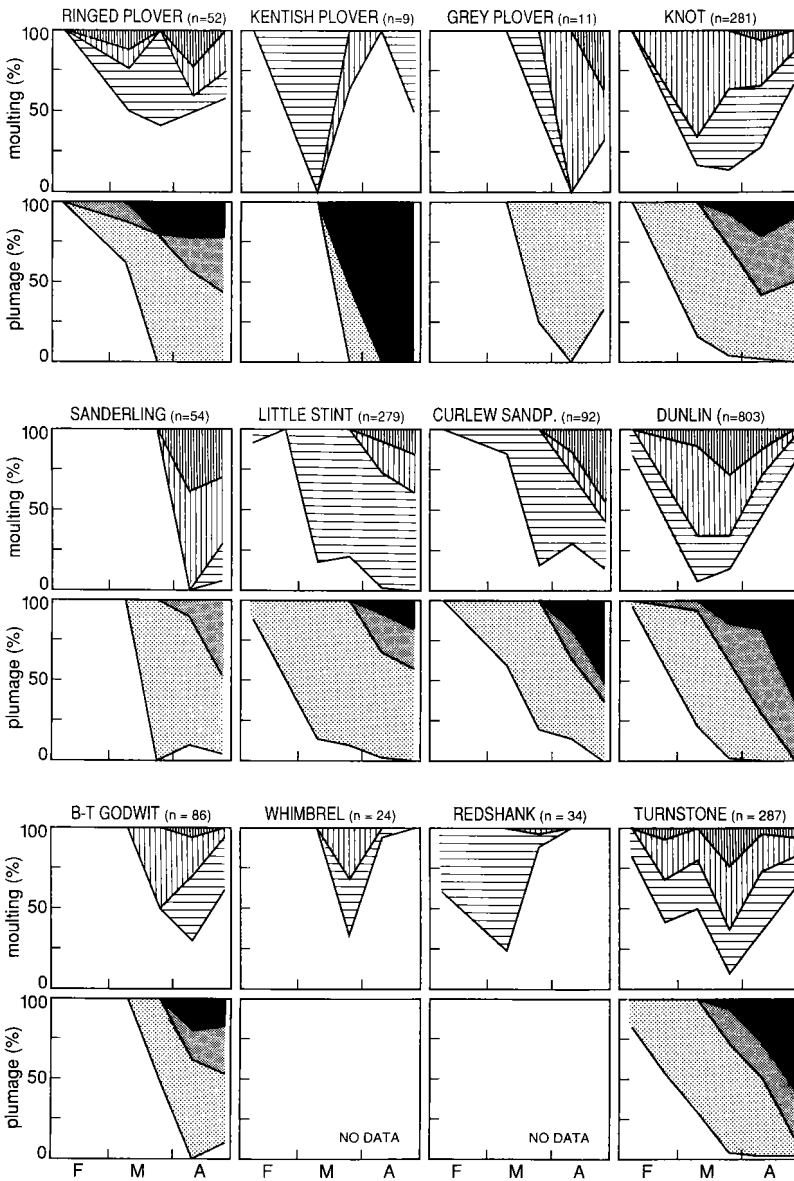 RINGED PLOVER (n=52) KENTISH PLOVER (n=9) GREY PLOVER (n=11) KNOT (n=281)
100
moulting (%)
50
0
100
plumage (%)
50
0
SANDERLING (n=54) LITTLE STINT (n=279) CURLEW SANDP. (n=92) DUNLIN (n=803)
100
moulting (%)
50
0
100
plumage (%)
50
0
B-T GODWIT (n = 86) WHIMBREL (n = 24) REDSHANK (n = 34) TURNSTONE (n = 287)
100
moulting (%)
50
0
100
plumage (%)
50
NO DATA NO DATA
0
F M A F M A F M A F M A